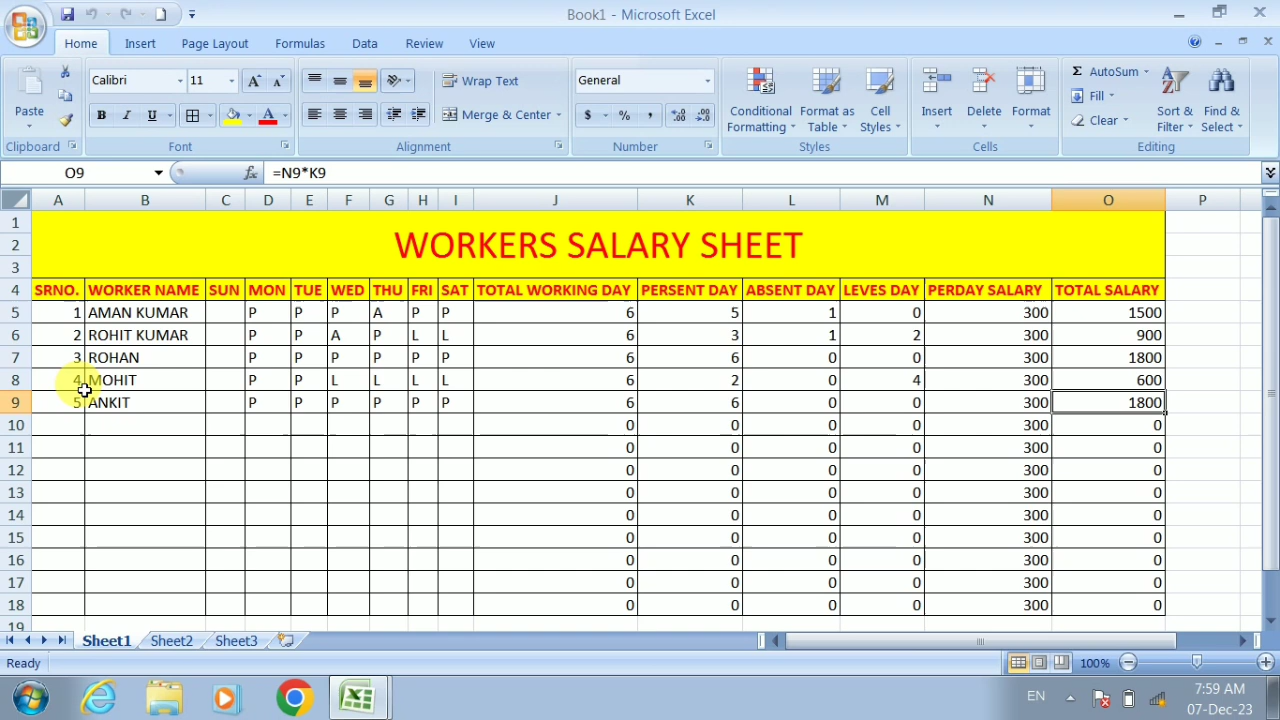 Book1 - Microsoft Excel
Home Insert Page Layout Formulas Data Review View
Paste
Calibri 11
B I U
Wrap Text
Merge & Center
General
$ % ,
Conditional Formatting
Format as Table
Cell Styles
Insert Delete Format
Σ AutoSum
Fill
Clear
Sort & Filter
Find & Select
Clipboard Font Alignment Number Styles Cells Editing
O9 fx =N9*K9
A B C D E F G H I J K L M N O P
1
2 WORKERS SALARY SHEET
3
4 SRNO. WORKER NAME SUN MON TUE WED THU FRI SAT TOTAL WORKING DAY PERSENT DAY ABSENT DAY LEVES DAY PERDAY SALARY TOTAL SALARY
5 1 AMAN KUMAR P P P A P P 6 5 1 0 300 1500
6 2 ROHIT KUMAR P P A P L L 6 3 1 2 300 900
7 3 ROHAN P P P P P P 6 6 0 0 300 1800
8 4 MOHIT P P L L L L 6 2 0 4 300 600
9 5 ANKIT P P P P P P 6 6 0 0 300 1800
10 0 0 0 0 300 0
11 0 0 0 0 300 0
12 0 0 0 0 300 0
13 0 0 0 0 300 0
14 0 0 0 0 300 0
15 0 0 0 0 300 0
16 0 0 0 0 300 0
17 0 0 0 0 300 0
18 0 0 0 0 300 0
19
Sheet1 Sheet2 Sheet3
Ready 100%
EN 7:59 AM
07-Dec-23